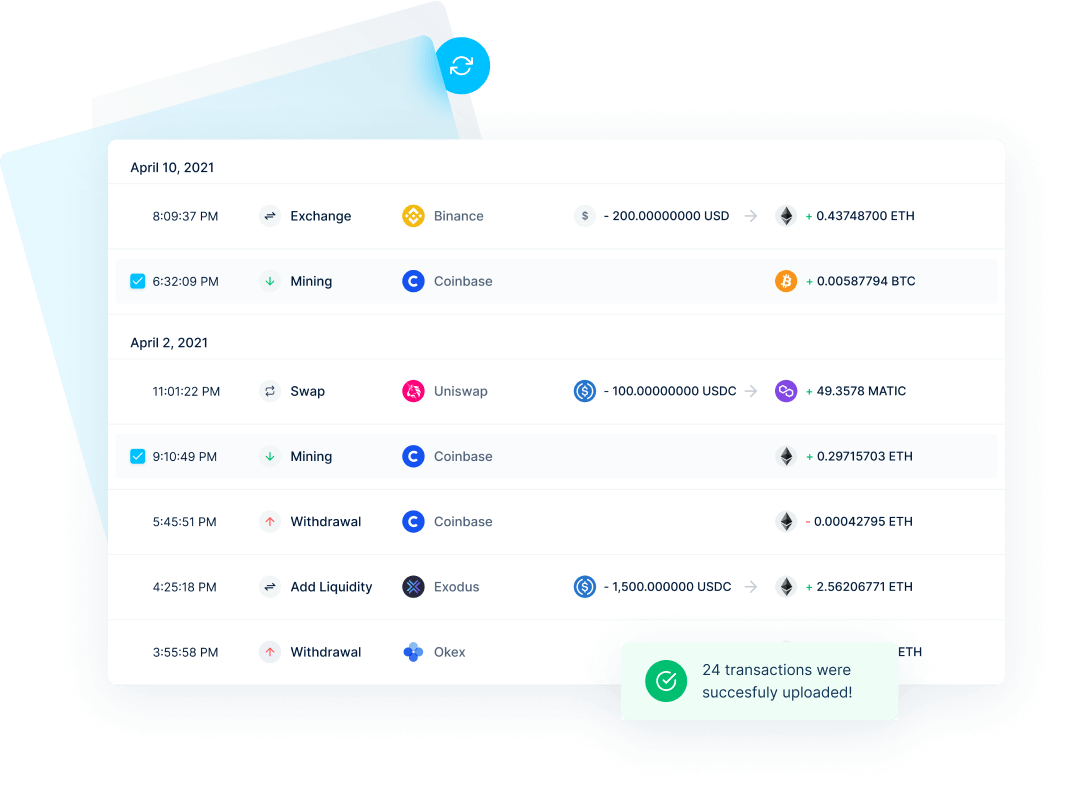 April 10, 2021
8:09:37 PM Exchange Binance $ - 200.00000000 USD → + 0.43748700 ETH
6:32:09 PM Mining Coinbase + 0.00587794 BTC
April 2, 2021
11:01:22 PM Swap Uniswap - 100.00000000 USDC → + 49.3578 MATIC
9:10:49 PM Mining Coinbase + 0.29715703 ETH
5:45:51 PM Withdrawal Coinbase - 0.00042795 ETH
4:25:18 PM Add Liquidity Exodus - 1,500.000000 USDC → + 2.56206771 ETH
3:55:58 PM Withdrawal Okex ETH
24 transactions were
succesfuly uploaded!